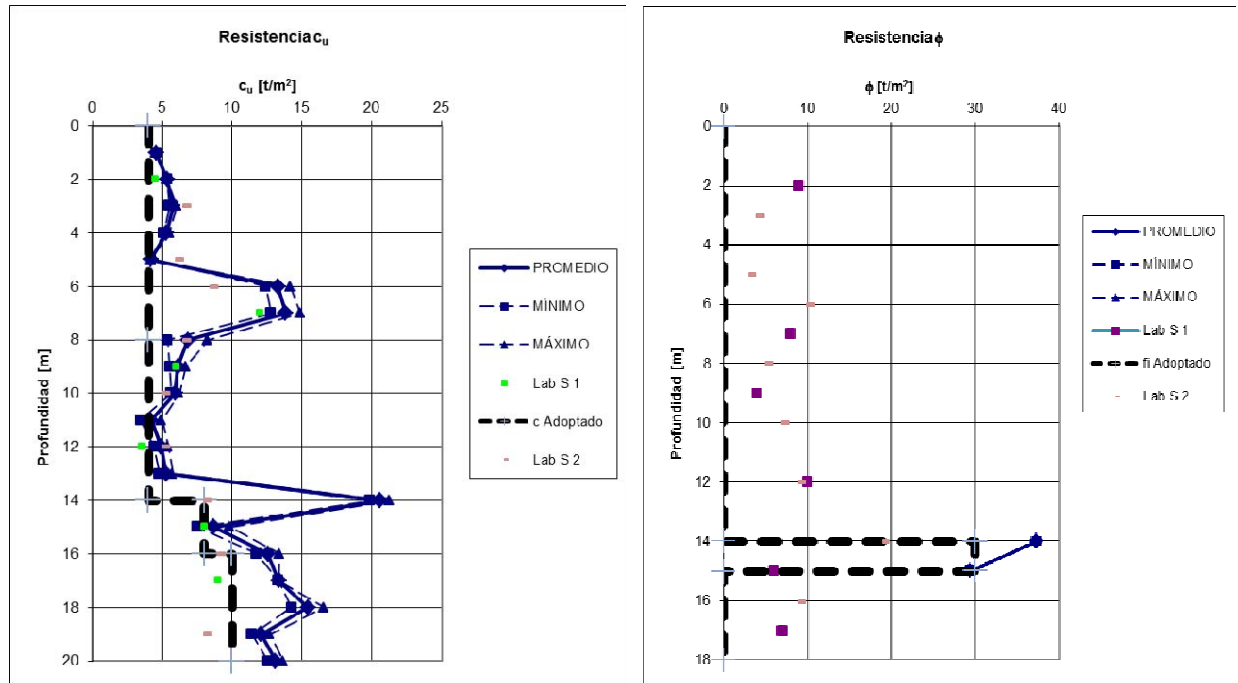 Resistenciac_u
c_u [t/m²]
0 5 10 15 20 25
0
2
4
6
8
10
12
14
16
18
20
Profundidad [m]
PROMEDIO
MÍNIMO
MÁXIMO
Lab S 1
c Adoptado
Lab S 2
Resistencia ϕ
ϕ [t/m²]
0 10 20 30 40
0
2
4
6
8
10
12
14
16
18
Profundidad [m]
PROMEDIO
MÍNIMO
MÁXIMO
Lab S 1
fi Adoptado
Lab S 2